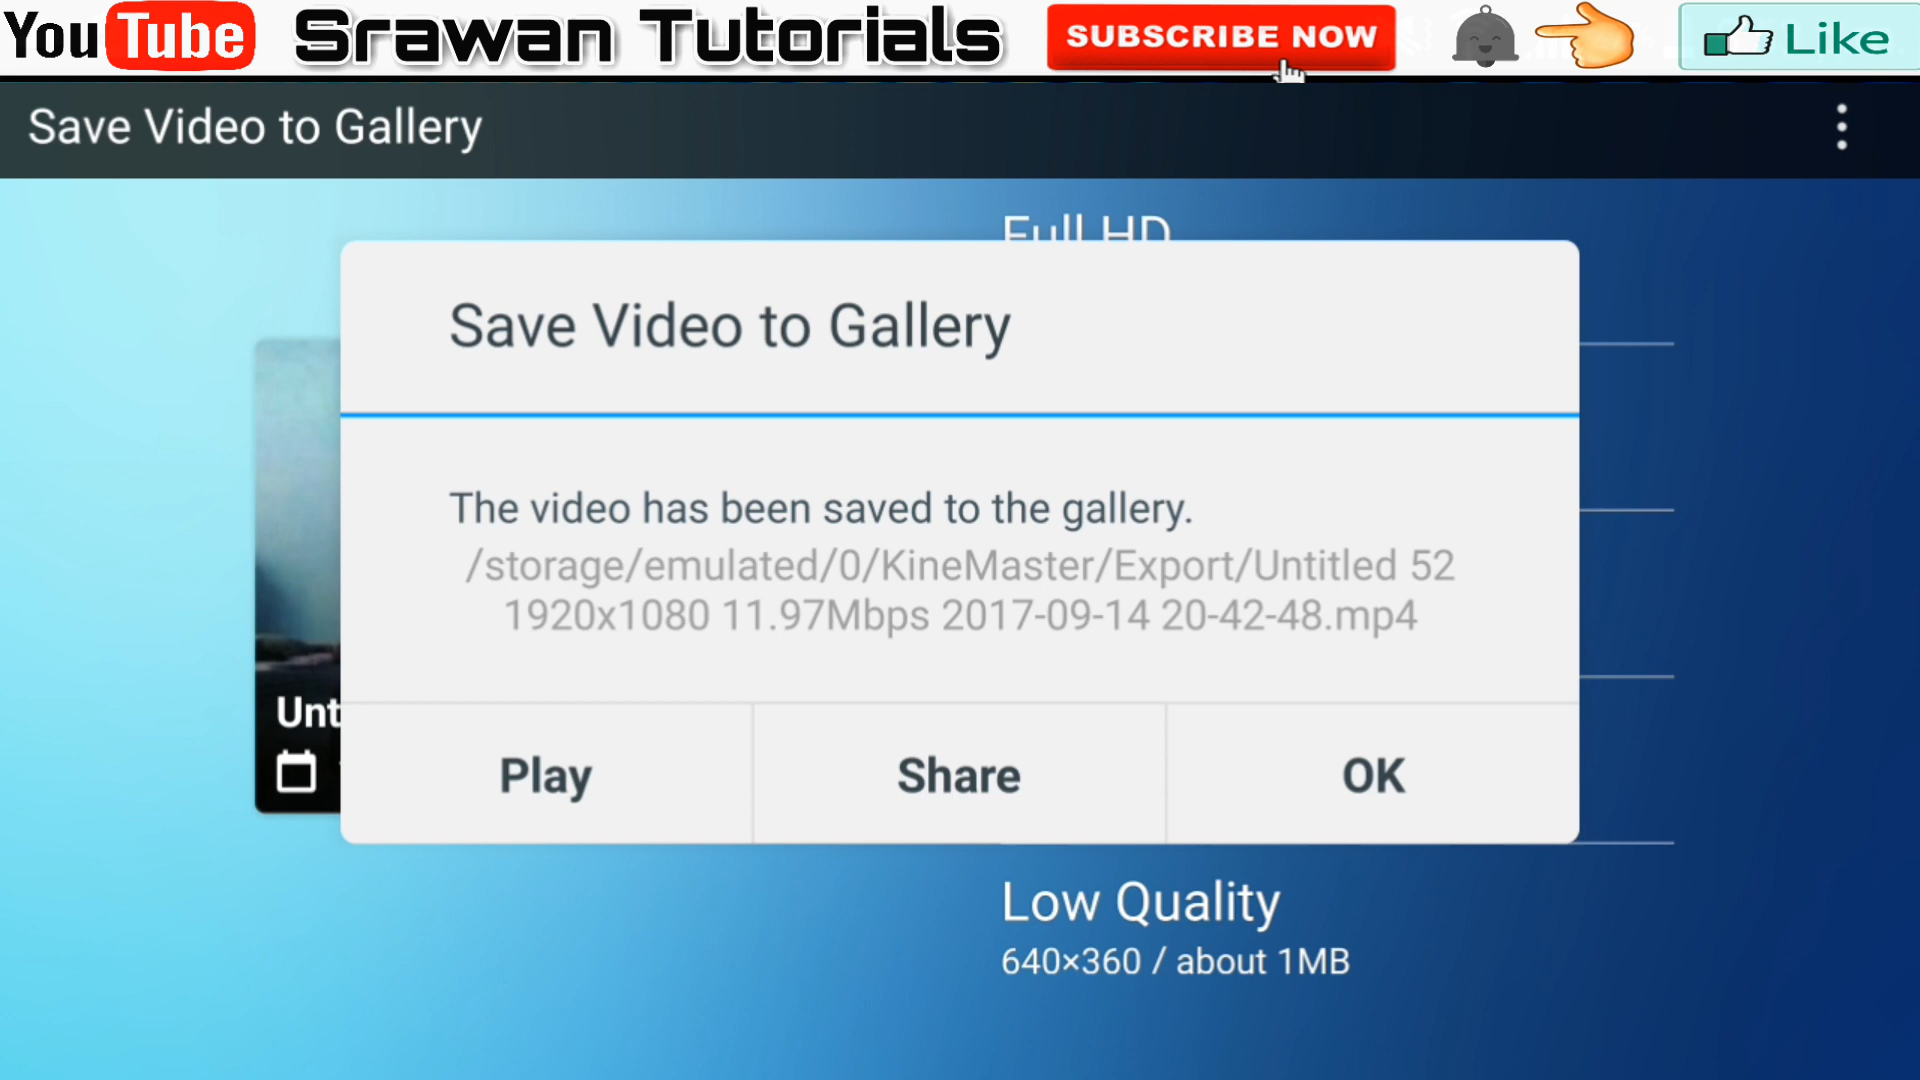 YouTube Srawan Tutorials SUBSCRIBE NOW Like
Save Video to Gallery
Full HD
Save Video to Gallery
The video has been saved to the gallery.
/storage/emulated/0/KineMaster/Export/Untitled 52
1920x1080 11.97Mbps 2017-09-14 20-42-48.mp4
Unt
Play Share OK
Low Quality
640×360 / about 1MB